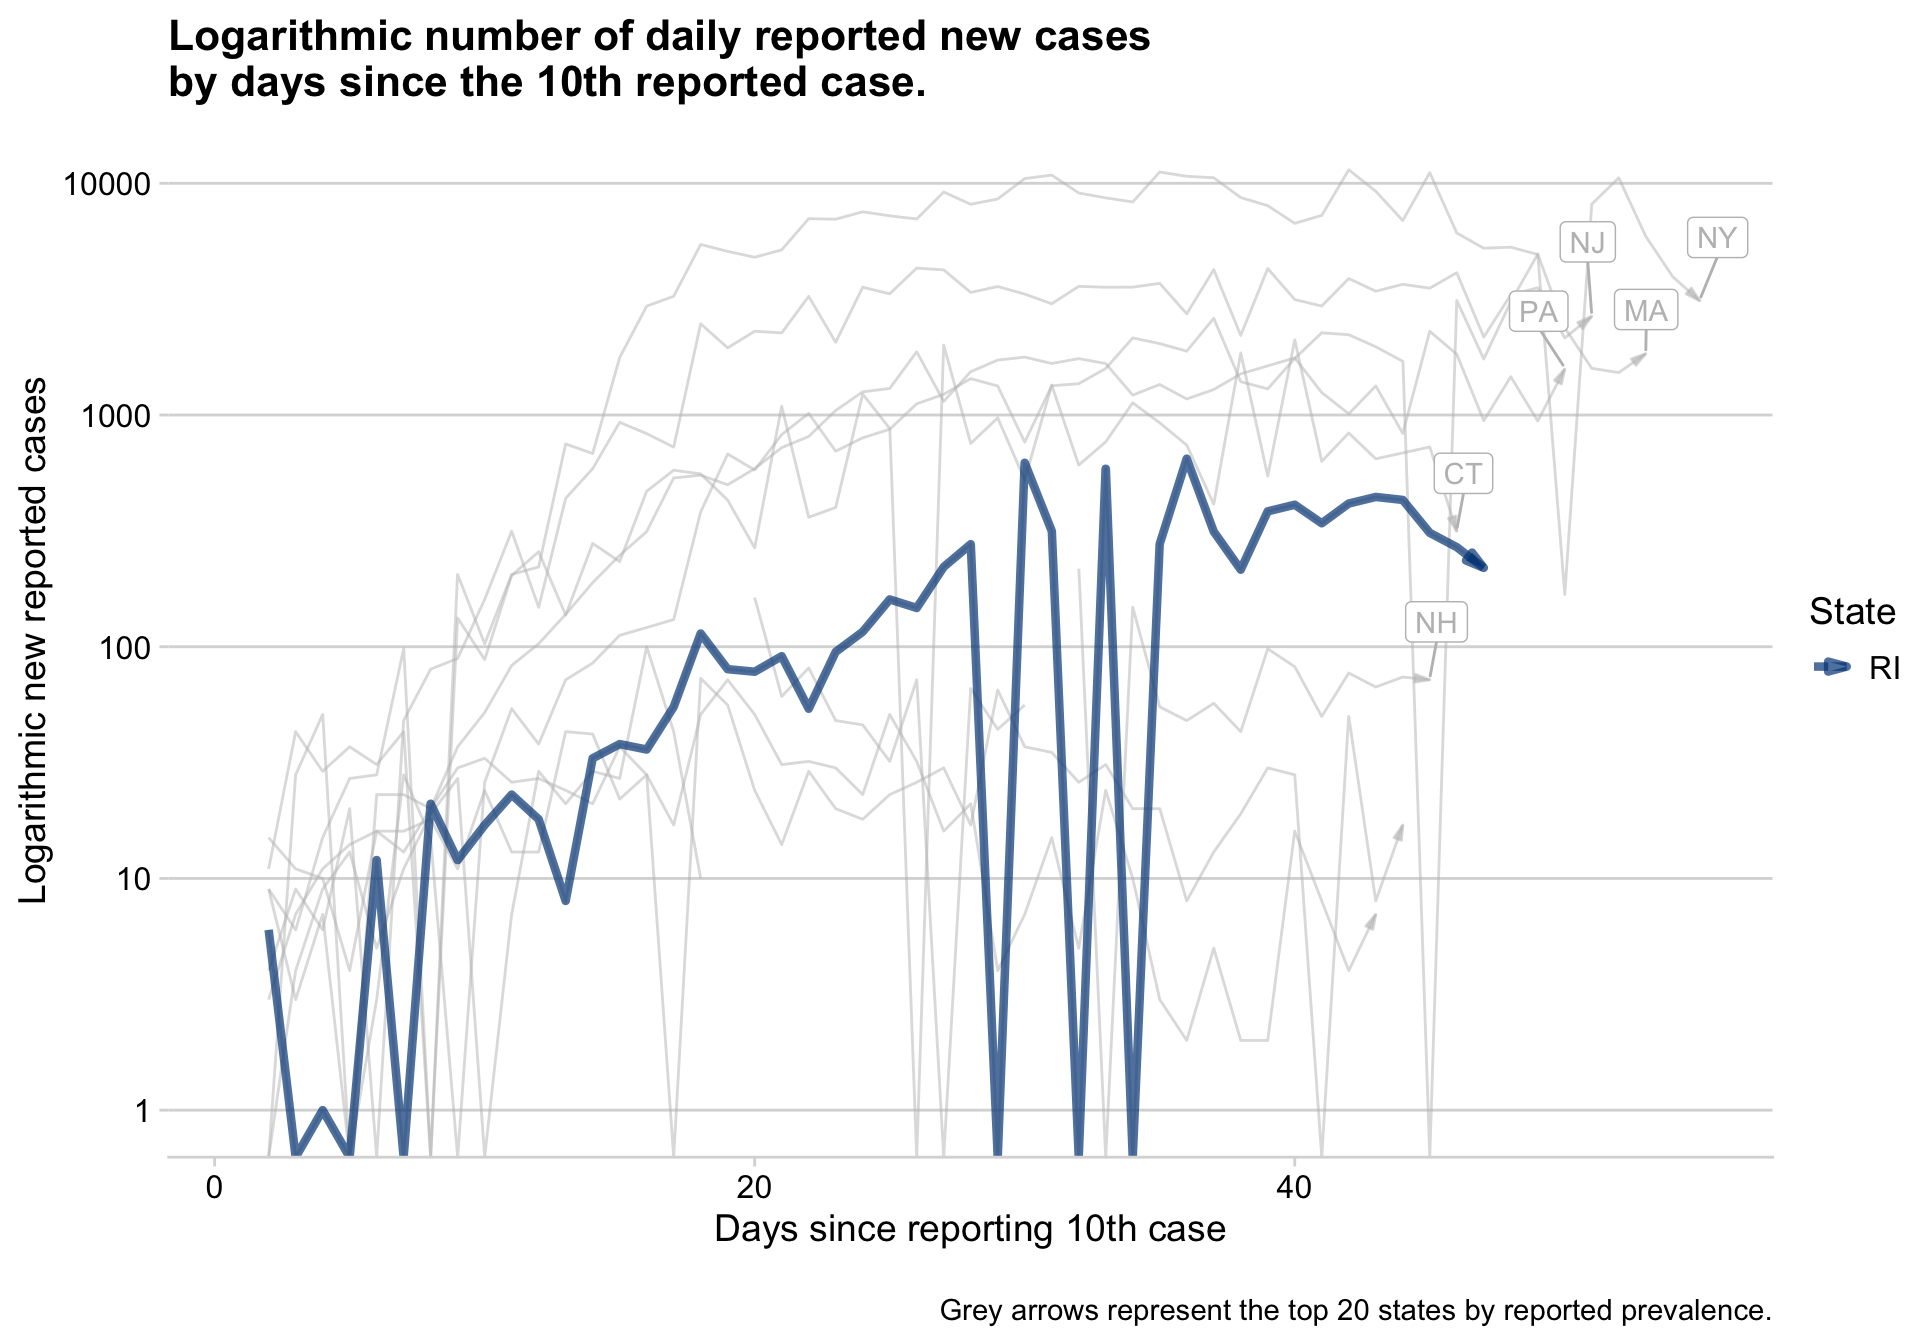 Logarithmic number of daily reported new cases
by days since the 10th reported case.
Logarithmic new reported cases
10000
1000
100
10
1
NJ
NY
PA
MA
CT
NH
State
RI
0
20
40
Days since reporting 10th case
Grey arrows represent the top 20 states by reported prevalence.